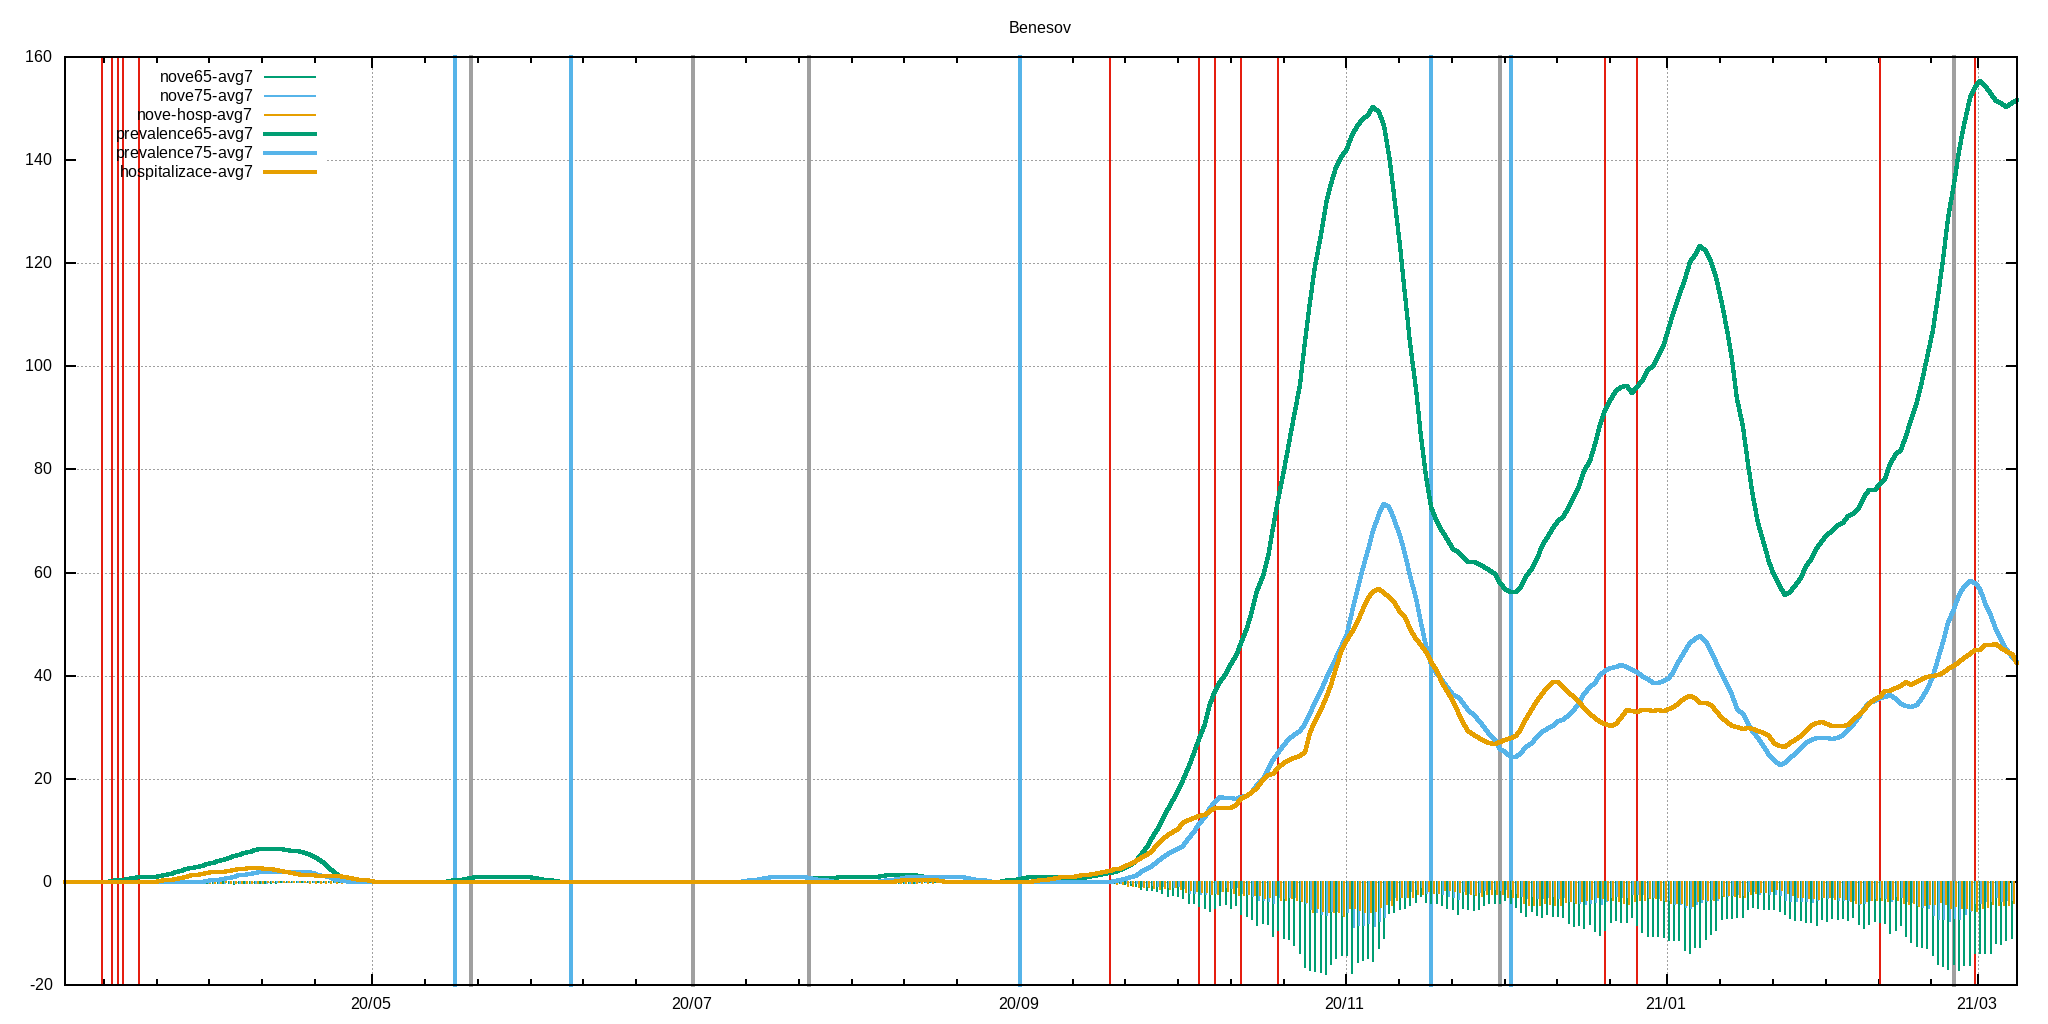 Benesov
160
nove65-avg7
nove75-avg7
nove-hosp-avg7
prevalence65-avg7
prevalence75-avg7
hospitalizace-avg7
140
120
100
80
60
40
20
0
-20
20/05 20/07 20/09 20/11 21/01 21/03